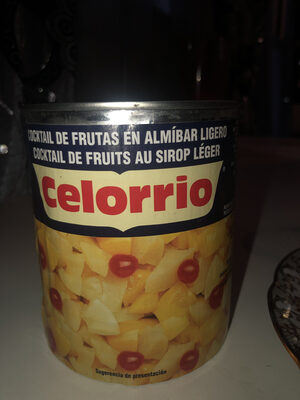 COCKTAIL DE FRUTAS EN ALMÍBAR LIGERO
COCKTAIL DE FRUITS AU SIROP LÉGER
Celorrio
Sugerencia de presentación